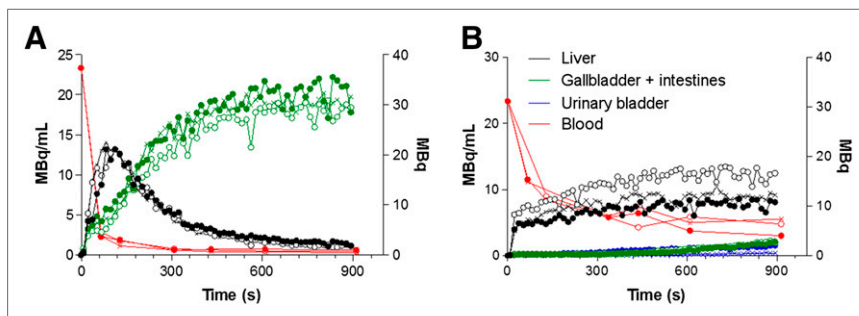 A
25
20
15
10
5
0
MBq/mL
40
30
20
10
0
MBq
0
300
600
900
Time (s)
B
30
20
10
0
MBq/mL
Liver
Gallbladder + intestines
Urinary bladder
Blood
40
30
20
10
0
MBq
0
300
600
900
Time (s)